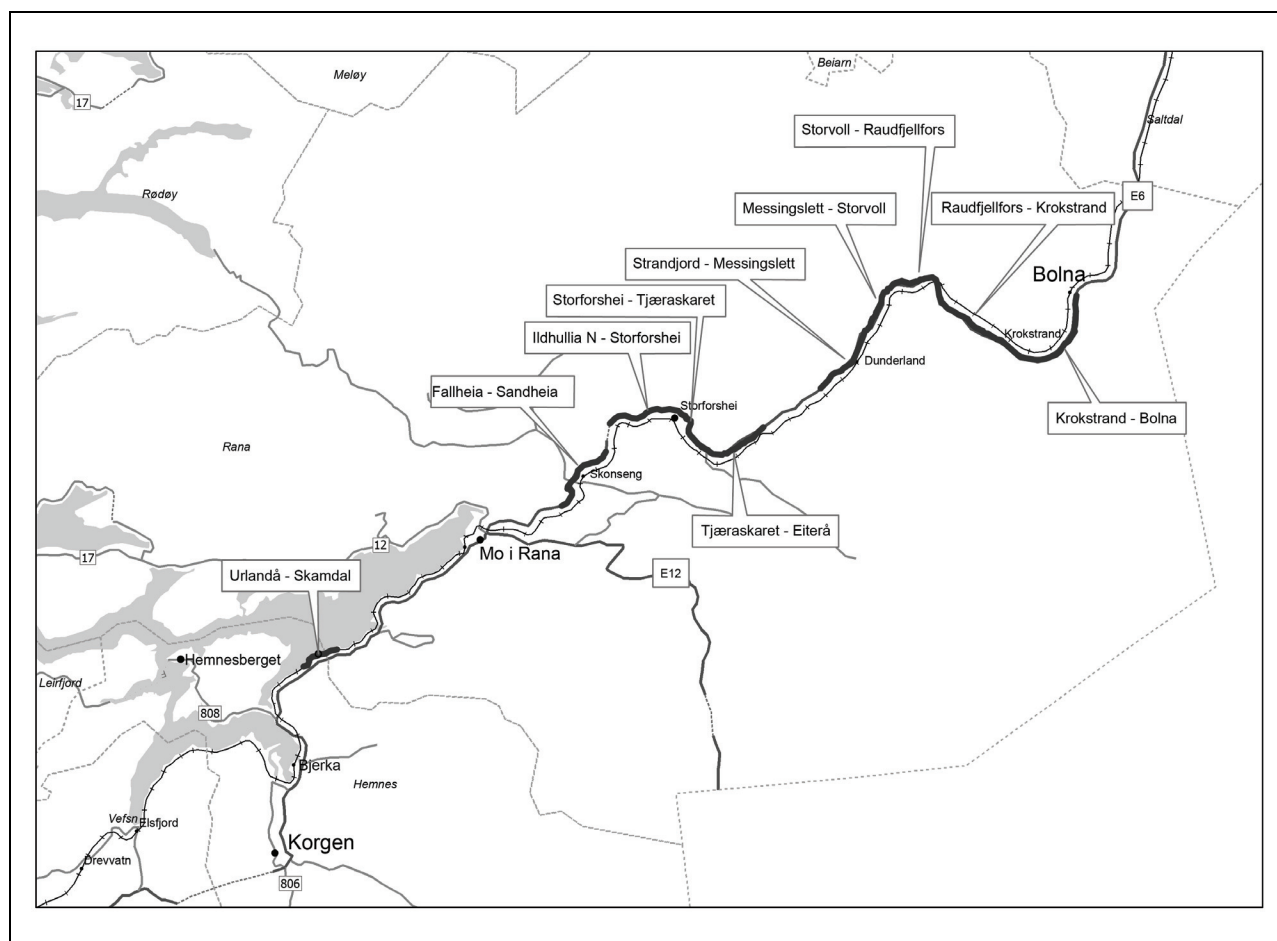 Meløy
Beiarn
17
Saltdal
Storvoll - Raudfjellfors
Rødøy
E6
Messingslett - Storvoll
Raudfjellfors - Krokstrand
Strandjord - Messingslett
Bolna
Storforshei - Tjæraskaret
Ildhullia N - Storforshei
Krokstrand
Dunderland
Fallheia - Sandheia
Storforshei
Krokstrand - Bolna
Rana
Skonseng
Tjæraskaret - Eiterå
12
Mo i Rana
17
Urlandå - Skamdal
E12
Hemnesberget
Leirfjord
808
Bjerka
Hemnes
Vefsn
Elsfjord
Korgen
Drevvatn
806